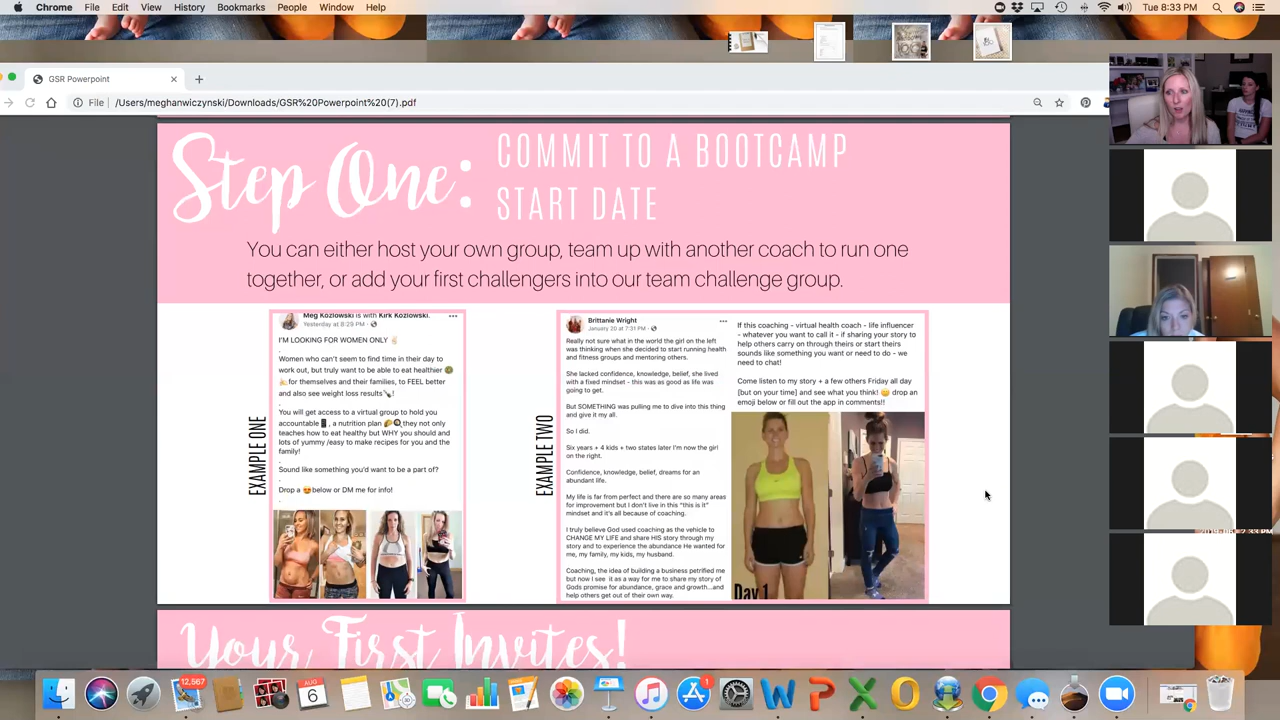 Chrome File Edit View History Bookmarks People Window Help
Tue 8:33 PM
GSR Powerpoint
File /Users/meghanwiczynski/Downloads/GSR%20Powerpoint%20(7).pdf
Step One: COMMIT TO A BOOTCAMP
START DATE
You can either host your own group, team up with another coach to run one
together, or add your first challengers into our team challenge group.
EXAMPLE ONE
Meg Kozlowski is with Kirk Kozlowski.
Yesterday at 8:29 PM
I'M LOOKING FOR WOMEN ONLY ✌🏻
.
Women who can't seem to find time in their day to
work out, but truly want to be able to eat healthier
for themselves and their families, to FEEL better
and also see weight loss results !
.
You will get access to a virtual group to hold you
accountable , a nutrition plan , they not only
teaches how to eat healthy but WHY you should and
lots of yummy /easy to make recipes for you and the
family!
.
Sound like something you'd want to be a part of?
.
Drop a 😍 below or DM me for info!
.
EXAMPLE TWO
Brittanie Wright
January 20 at 7:31 PM
Really not sure what in the world the girl on the left
was thinking when she decided to start running health
and fitness groups and mentoring others.
She lacked confidence, knowledge, belief, she lived
with a fixed mindset - this was as good as life was
going to get.
But SOMETHING was pulling me to dive into this thing
and give it my all.
So I did.
Six years + 4 kids + two states later I'm now the girl
on the right.
Confidence, knowledge, belief, dreams for an
abundant life.
My life is far from perfect and there are so many areas
for improvement but I don't live in this "this is it"
mindset and it's all because of coaching.
I truly believe God used coaching as the vehicle to
CHANGE MY LIFE and share HIS story through my
story and to experience the abundance He wanted for
me, my family, my kids, my husband.
Coaching, the idea of building a business petrified me
but now I see it as a way for me to share my story of
Gods promise for abundance, grace and growth...and
help others get out of their own way.
If this coaching - virtual health coach - life influencer
- whatever you want to call it - if sharing your story to
help others carry on through theirs or start theirs
sounds like something you want or need to do - we
need to chat!
Come listen to my story + a few others Friday all day
[but on your time] and see what you think! 😀 drop an
emoji below or fill out the app in comments!!
Day 1
Your First Invites!
12,567
AUG
6
1